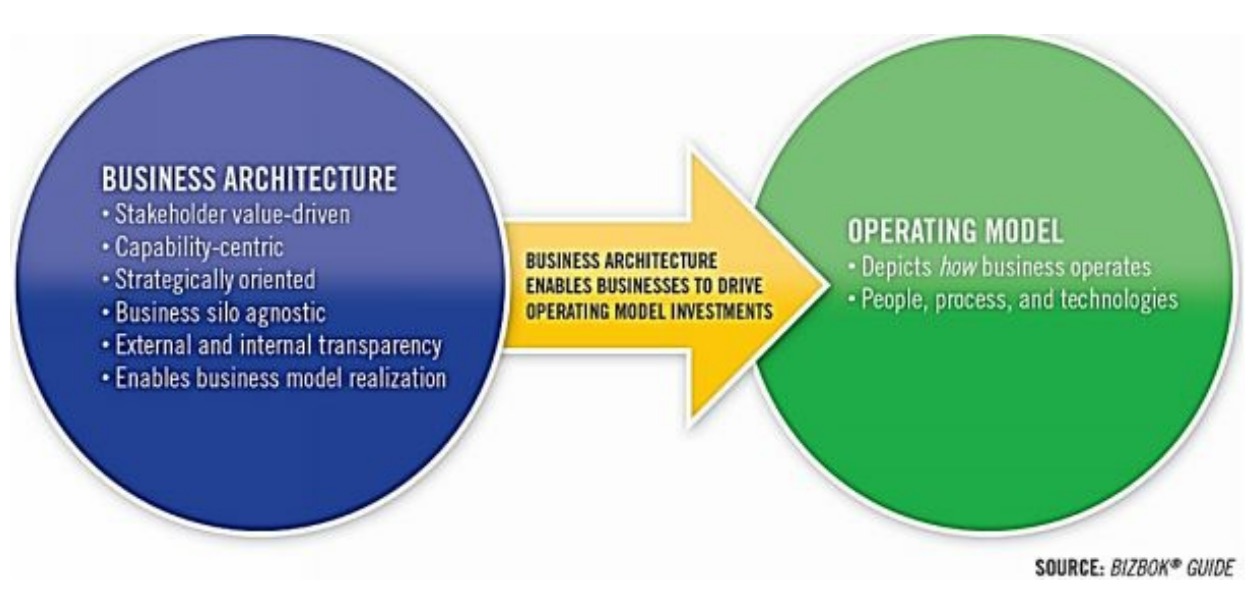 BUSINESS ARCHITECTURE
• Stakeholder value-driven
• Capability-centric
• Strategically oriented
• Business silo agnostic
• External and internal transparency
• Enables business model realization
BUSINESS ARCHITECTURE
ENABLES BUSINESSES TO DRIVE
OPERATING MODEL INVESTMENTS
OPERATING MODEL
• Depicts how business operates
• People, process, and technologies
SOURCE: BIZBOK® GUIDE